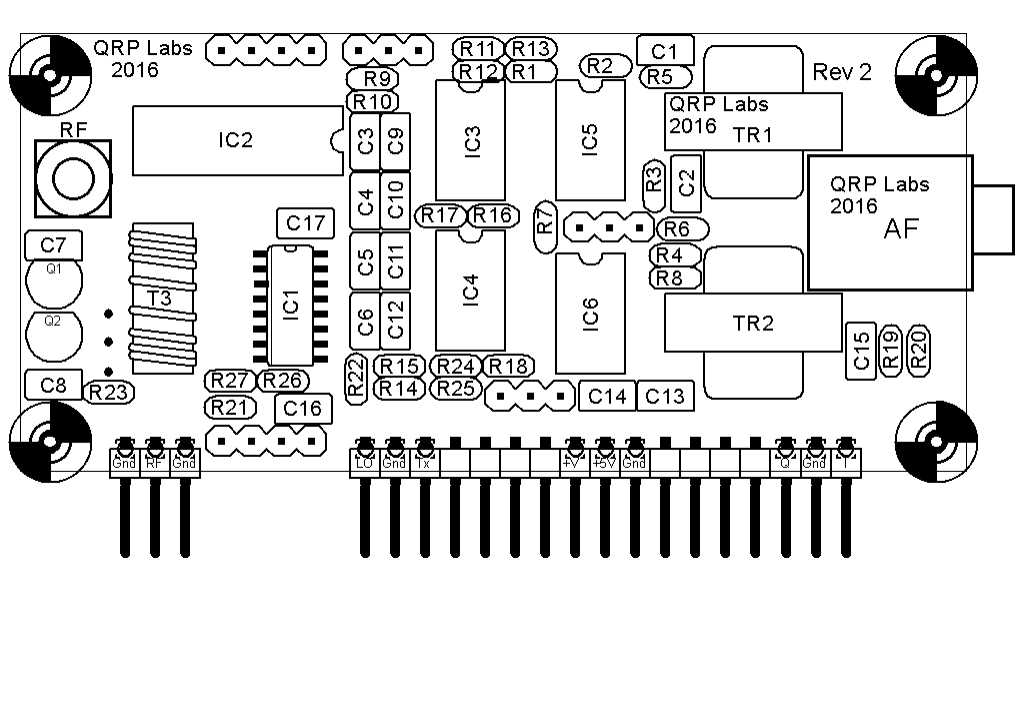 QRP Labs
2016
R11
R13
C1
R12
R1
R2
R5
Rev 2
R9
R10
QRP Labs
2016
TR1
RF
IC2
C3
C9
IC3
IC5
R3
C2
QRP Labs
2016
AF
C4
C10
R17
R16
R7
R6
C17
C7
Q1
T3
IC1
C5
C11
IC4
IC6
R4
R8
TR2
Q2
C6
C12
C15
R19
R20
C8
R23
R27
R26
R22
R15
R24
R18
R14
R25
R21
C16
C14
C13
Gnd
RF
Gnd
LO
Gnd
Tx
+V
+5V
Gnd
Q
Gnd
I